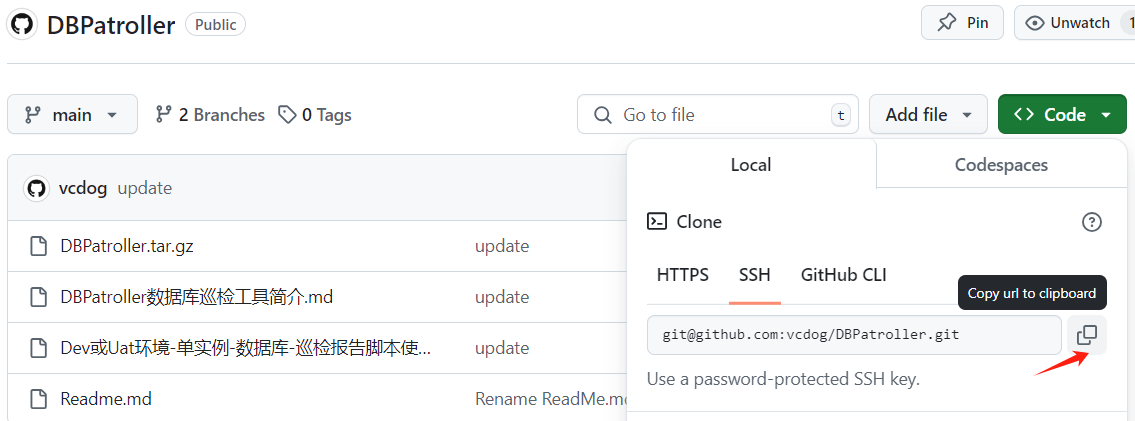 DBPatroller Public Pin Unwatch 1
main 2 Branches 0 Tags Go to file t Add file Code
Local Codespaces
vcdog update
Clone
DBPatroller.tar.gz update
HTTPS SSH GitHub CLI
Copy url to clipboard
DBPatroller数据库巡检工具简介.md update
git@github.com:vcdog/DBPatroller.git
Dev或Uat环境-单实例-数据库-巡检报告脚本使... update
Use a password-protected SSH key.
Readme.md Rename ReadMe.m